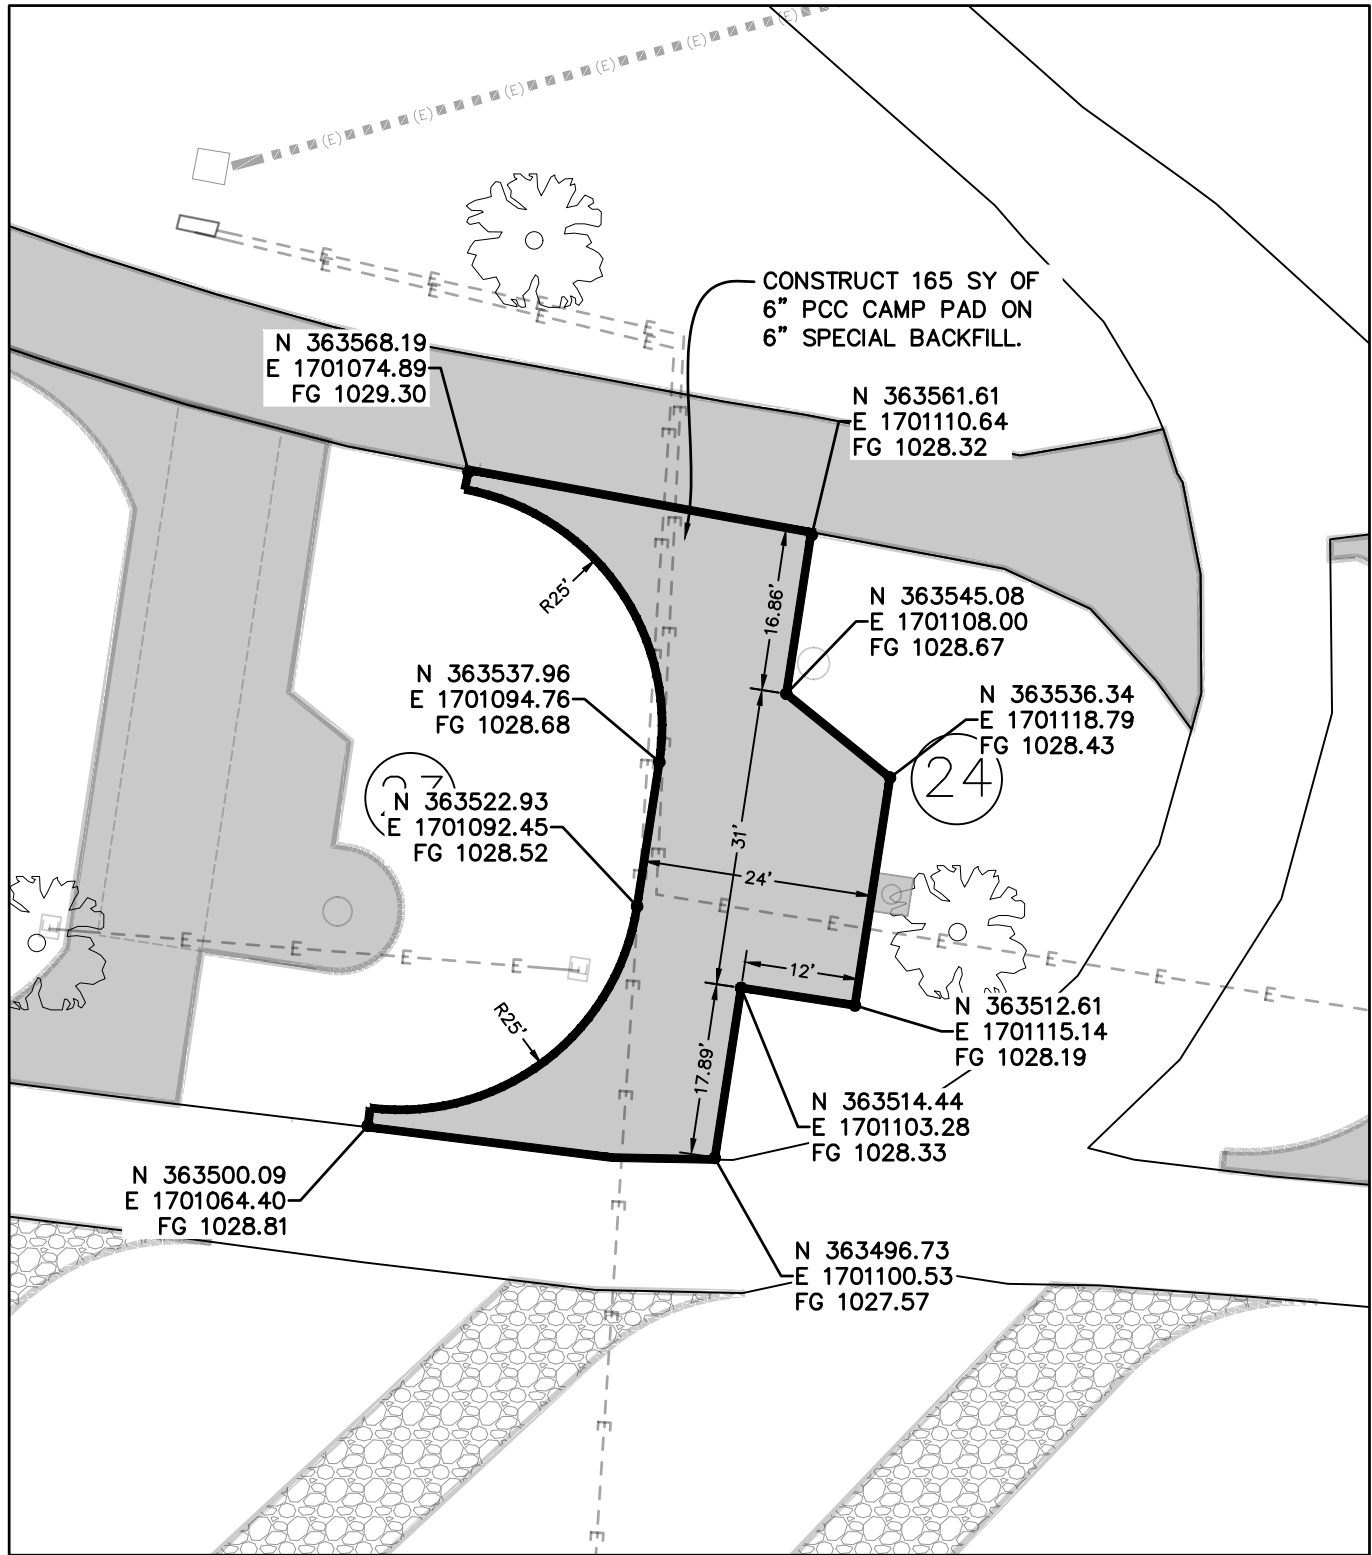 (E)
(E)
(E)
(E)
(E)
(E)
E
E
E
E
E
E
E
E
CONSTRUCT 165 SY OF
6" PCC CAMP PAD ON
6" SPECIAL BACKFILL.
N 363568.19
E 1701074.89
FG 1029.30
N 363561.61
E 1701110.64
FG 1028.32
R25'
16.86'
N 363545.08
E 1701108.00
FG 1028.67
N 363537.96
E 1701094.76
FG 1028.68
N 363536.34
E 1701118.79
FG 1028.43
24
N 363522.93
E 1701092.45
FG 1028.52
31'
24'
E
E
E
E
E
E
E
E
E
E
12'
R25'
17.89'
N 363512.61
E 1701115.14
FG 1028.19
N 363514.44
E 1701103.28
FG 1028.33
N 363500.09
E 1701064.40
FG 1028.81
N 363496.73
E 1701100.53
FG 1027.57
E
E
E
E
E